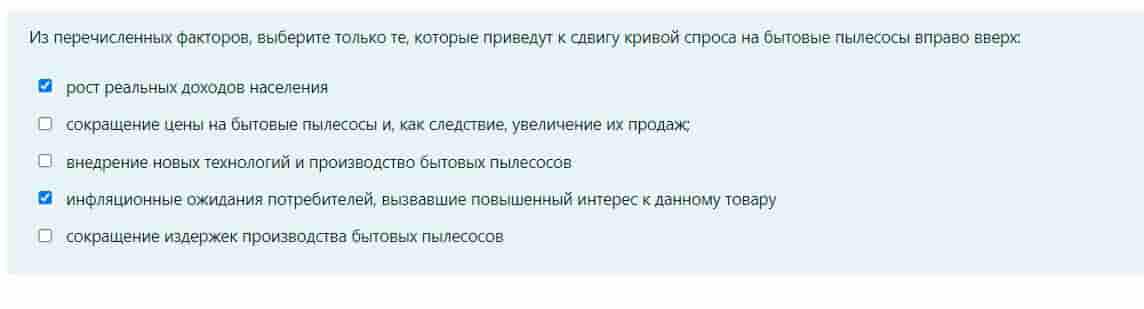 Из перечисленных факторов, выберите только те, которые приведут к сдвигу кривой спроса на бытовые пылесосы вправо вверх:
рост реальных доходов населения
сокращение цены на бытовые пылесосы и, как следствие, увеличение их продаж;
внедрение новых технологий и производство бытовых пылесосов
инфляционные ожидания потребителей, вызвавшие повышенный интерес к данному товару
сокращение издержек производства бытовых пылесосов